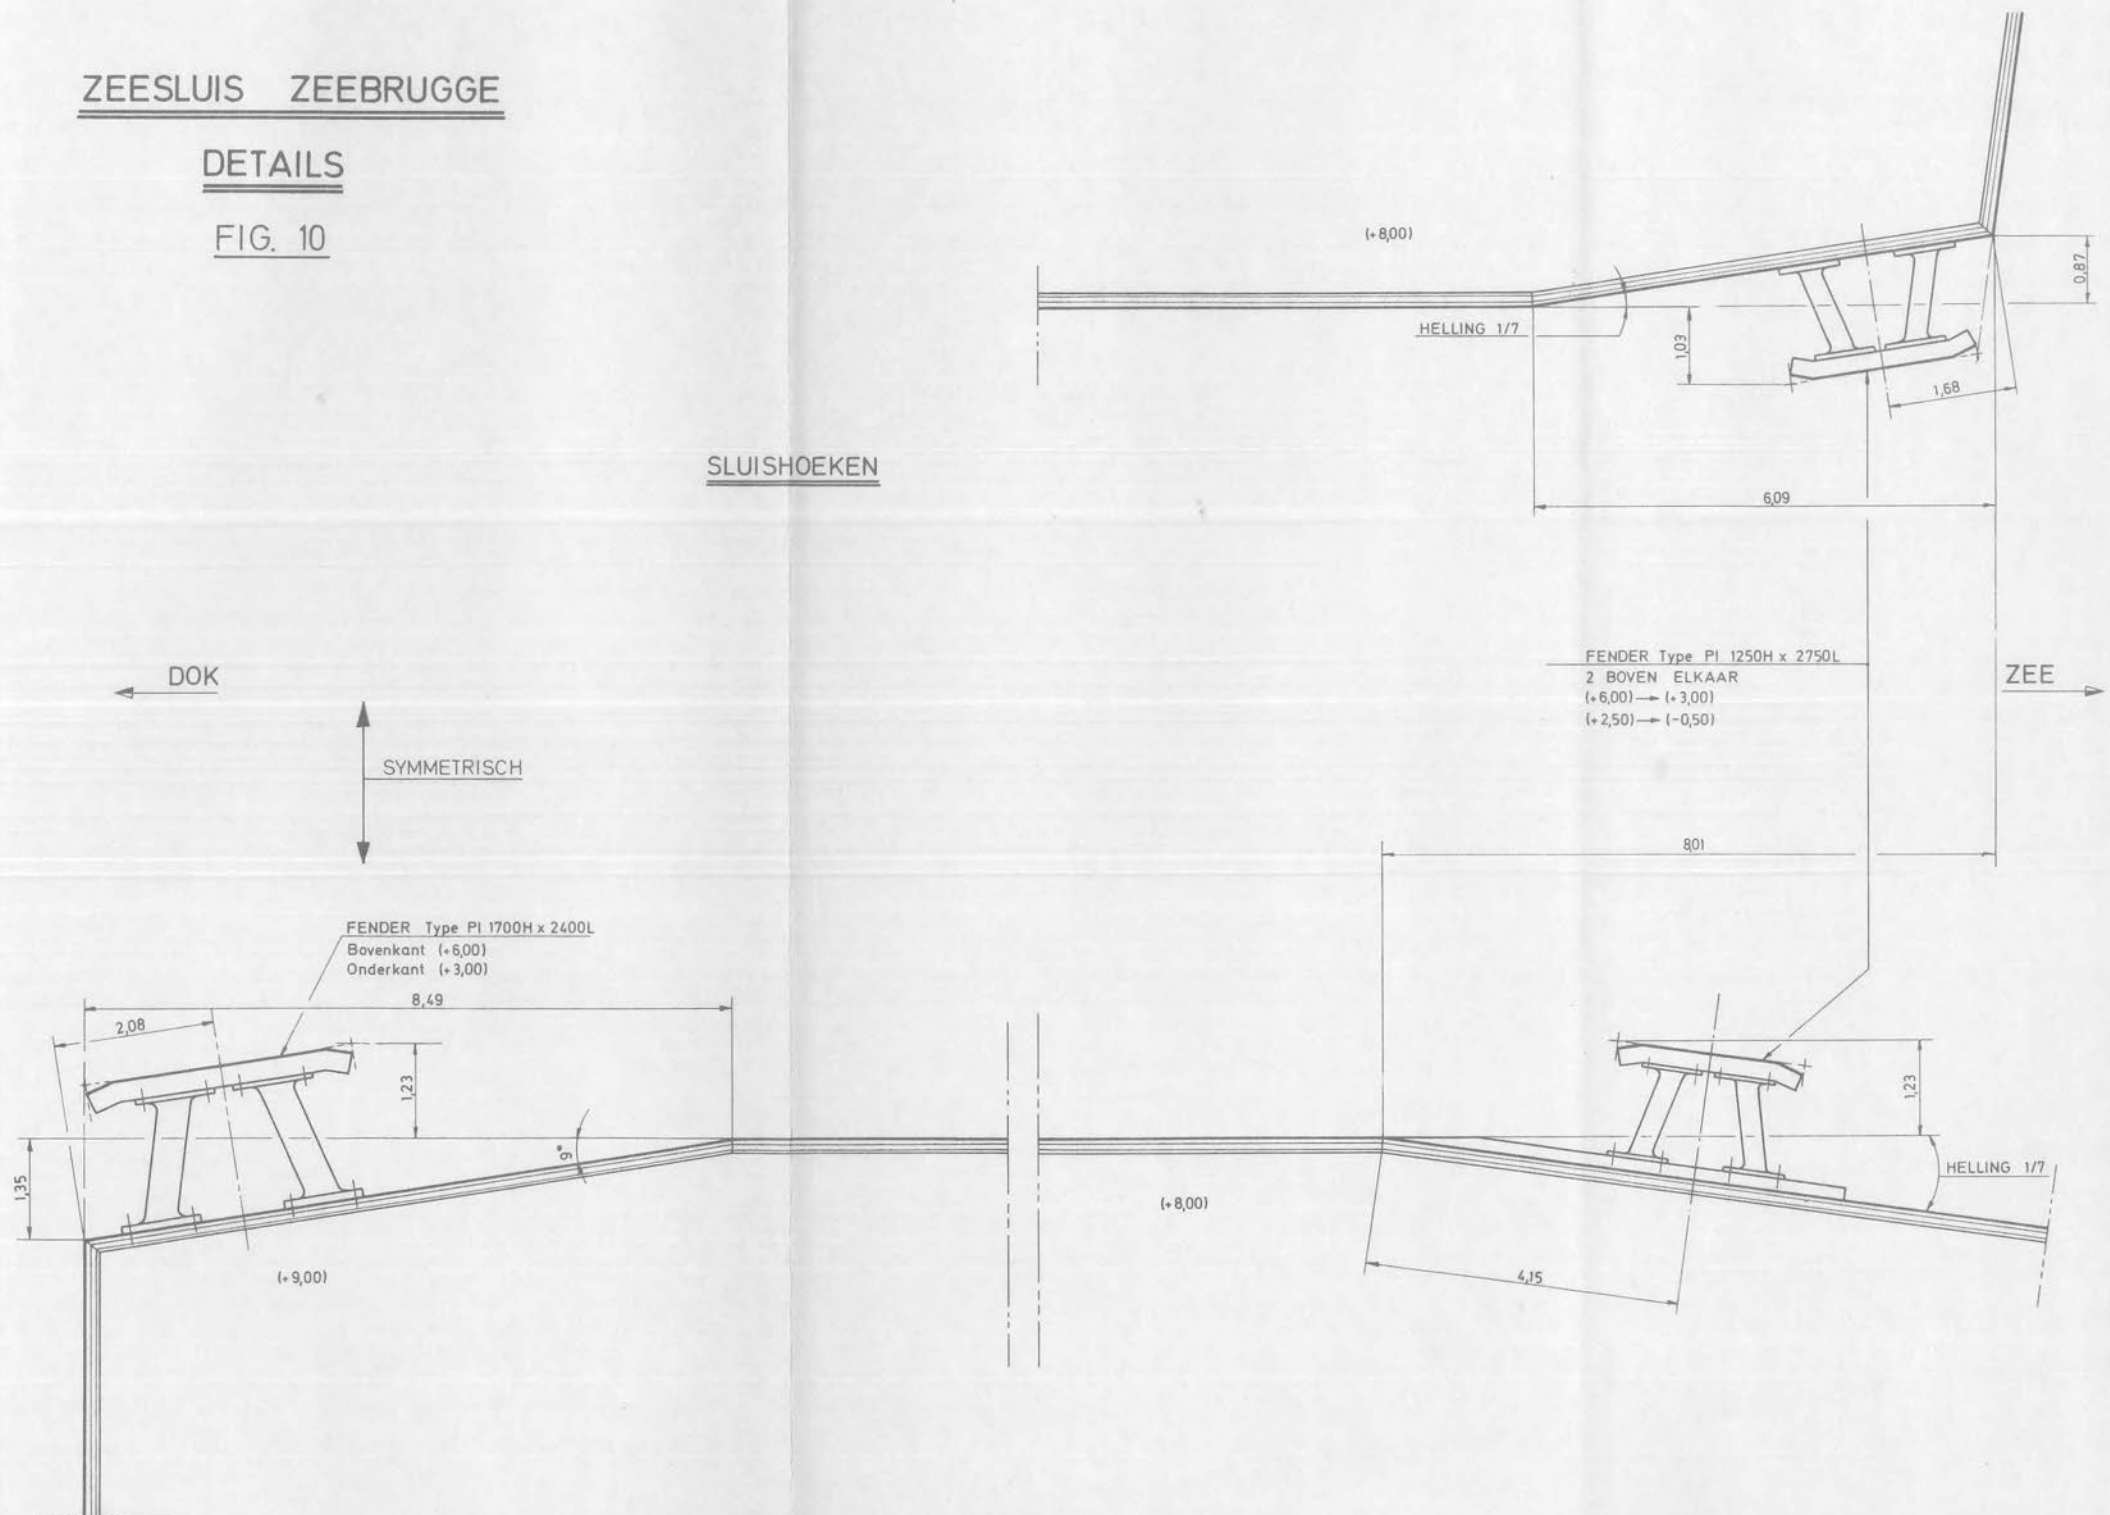 ZEESLUIS ZEEBRUGGE
DETAILS
FIG. 10
(+8,00)
0,87
HELLING 1/7
1,03
1,68
SLUISHOEKEN
6,09
FENDER Type PI 1250H x 2750L
2 BOVEN ELKAAR
(+6,00) → (+3,00)
(+2,50) → (-0,50)
DOK
ZEE
SYMMETRISCH
8,01
FENDER Type PI 1700H x 2400L
Bovenkant (+6,00)
Onderkant (+3,00)
8,49
2,08
1,23
1,23
9°
1,35
HELLING 1/7
(+8,00)
(+9,00)
4,15